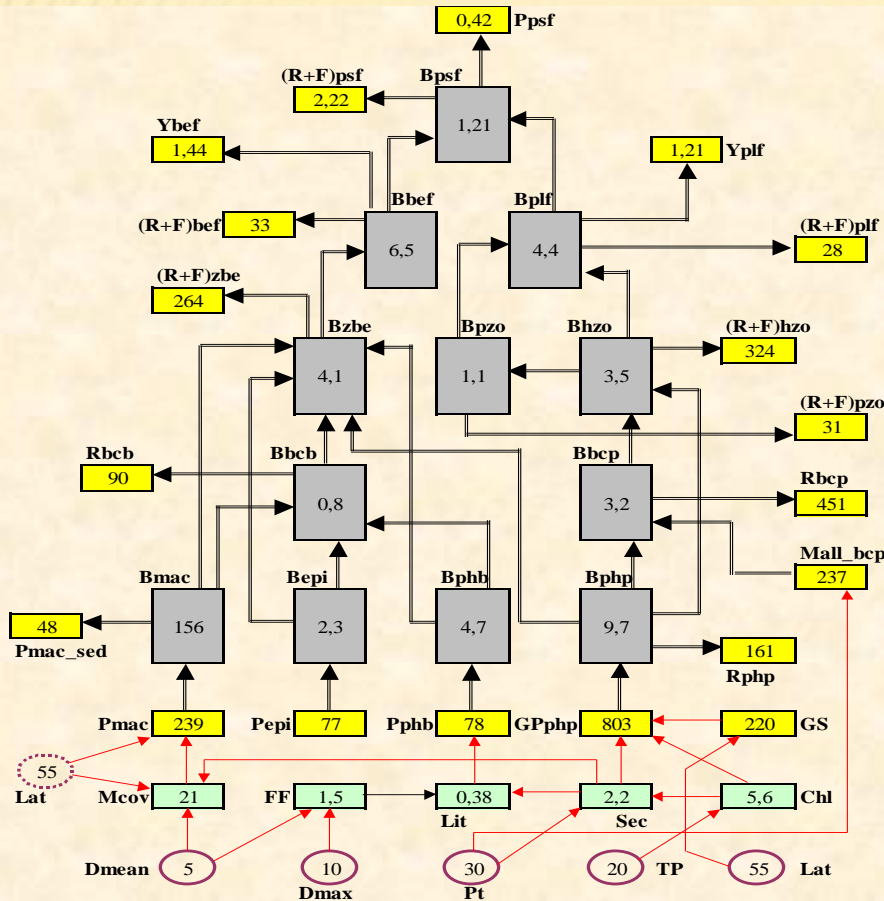 0,42 Ppsf
(R+F)psf Bpsf
2,22
1,21
Ybef
1,44
1,21 Yplf
Bbef Bplf
(R+F)bef 33
6,5
4,4
(R+F)plf
28
(R+F)zbe
264
Bzbe Bpzo Bhzo
(R+F)hzo
324
4,1
1,1
3,5
(R+F)pzo
31
Rbcb
90
Bbcb
0,8
Bbcp
3,2
Rbcp
451
Mall_bcp
237
Bmac Bepi Bphb Bphp
156
2,3
4,7
9,7
48
Pmac_sed
161
Rphp
Pmac 239 Pepi 77 Pphb 78 GPphp 803 220 GS
55
Lat
Mcov 21 FF 1,5 0,38 2,2 5,6 Chl
Lit Sec
Dmean 5 10 30 20 TP 55 Lat
Dmax Pt